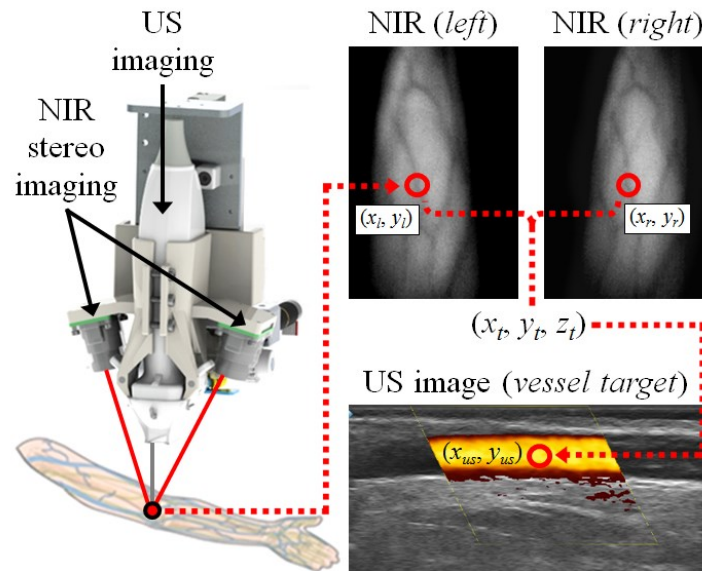 US
imaging
NIR
stereo
imaging
NIR (left)
NIR (right)
(xl, yl)
(xr, yr)
(xt, yt, zt)
US image (vessel target)
(xus, yus)